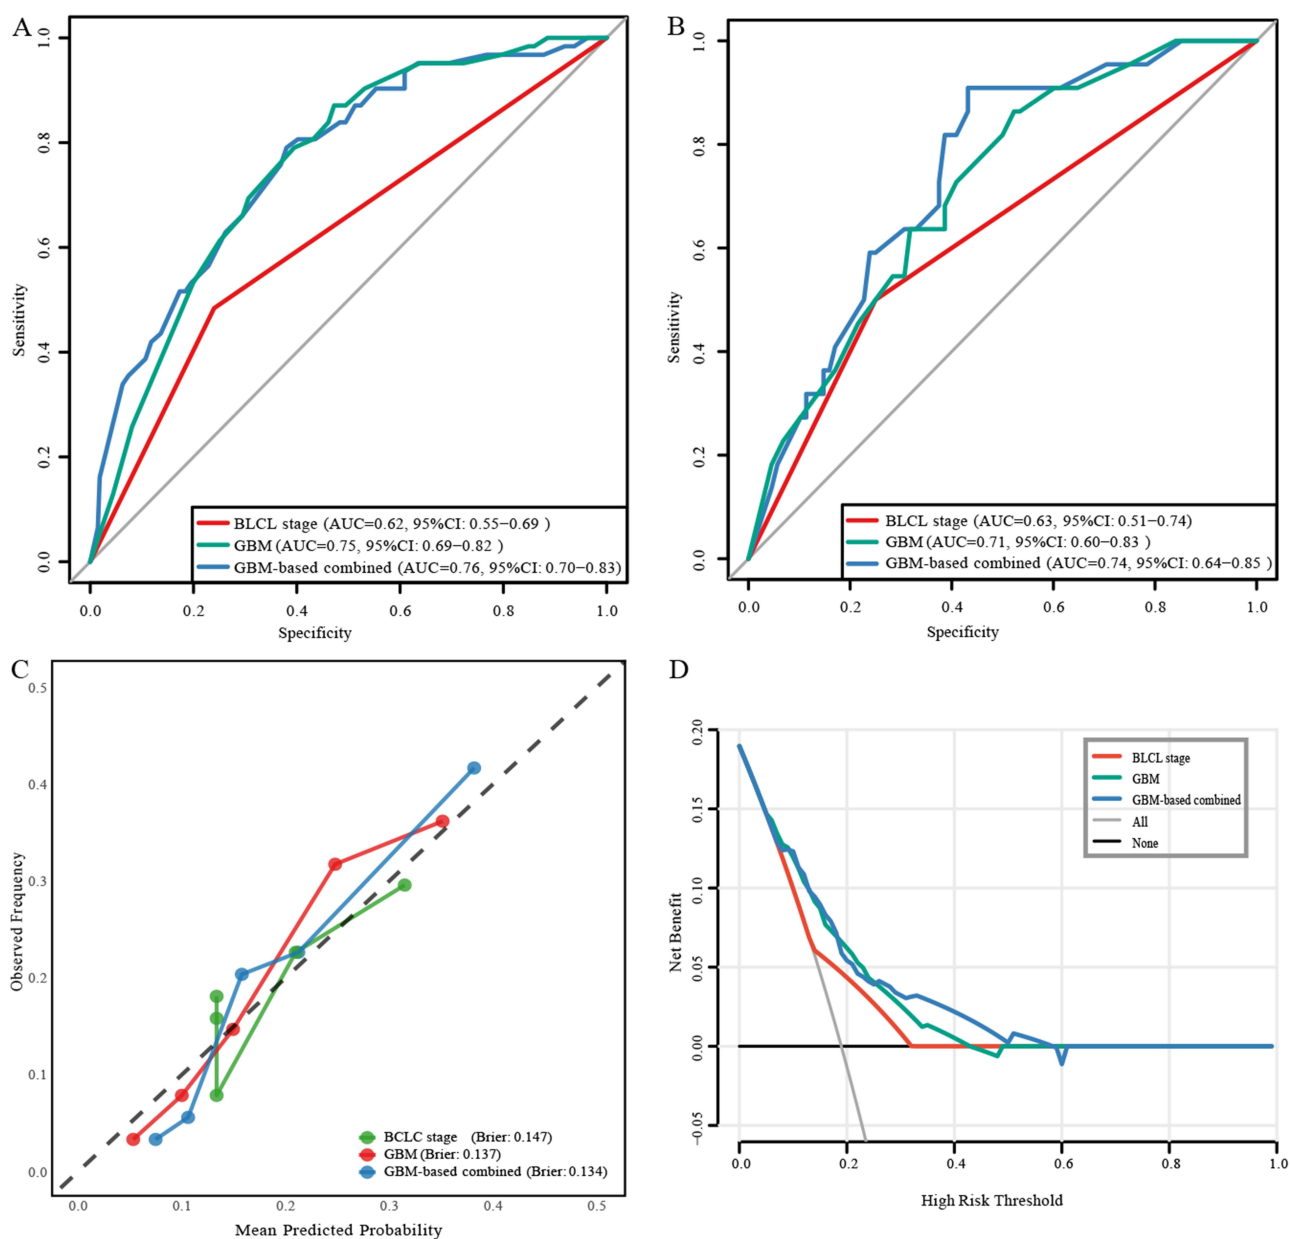 A
1.0
0.8
0.6
0.4
0.2
0.0
Sensitivity
BLCL stage (AUC=0.62, 95%CI: 0.55−0.69 )
GBM (AUC=0.75, 95%CI: 0.69−0.82 )
GBM-based combined (AUC=0.76, 95%CI: 0.70−0.83)
0.0 0.2 0.4 0.6 0.8 1.0
Specificity
B
1.0
0.8
0.6
0.4
0.2
0.0
Sensitivity
BLCL stage (AUC=0.63, 95%CI: 0.51−0.74)
GBM (AUC=0.71, 95%CI: 0.60−0.83 )
GBM-based combined (AUC=0.74, 95%CI: 0.64−0.85 )
0.0 0.2 0.4 0.6 0.8 1.0
Specificity
C
0.5
0.4
0.3
0.2
0.1
0.0
Observed Frequency
BCLC stage (Brier: 0.147)
GBM (Brier: 0.137)
GBM-based combined (Brier: 0.134)
0.0 0.1 0.2 0.3 0.4 0.5
Mean Predicted Probability
D
0.20
0.15
0.10
0.05
0.00
−0.05
Net Benefit
BLCL stage
GBM
GBM-based combined
All
None
0.0 0.2 0.4 0.6 0.8 1.0
High Risk Threshold